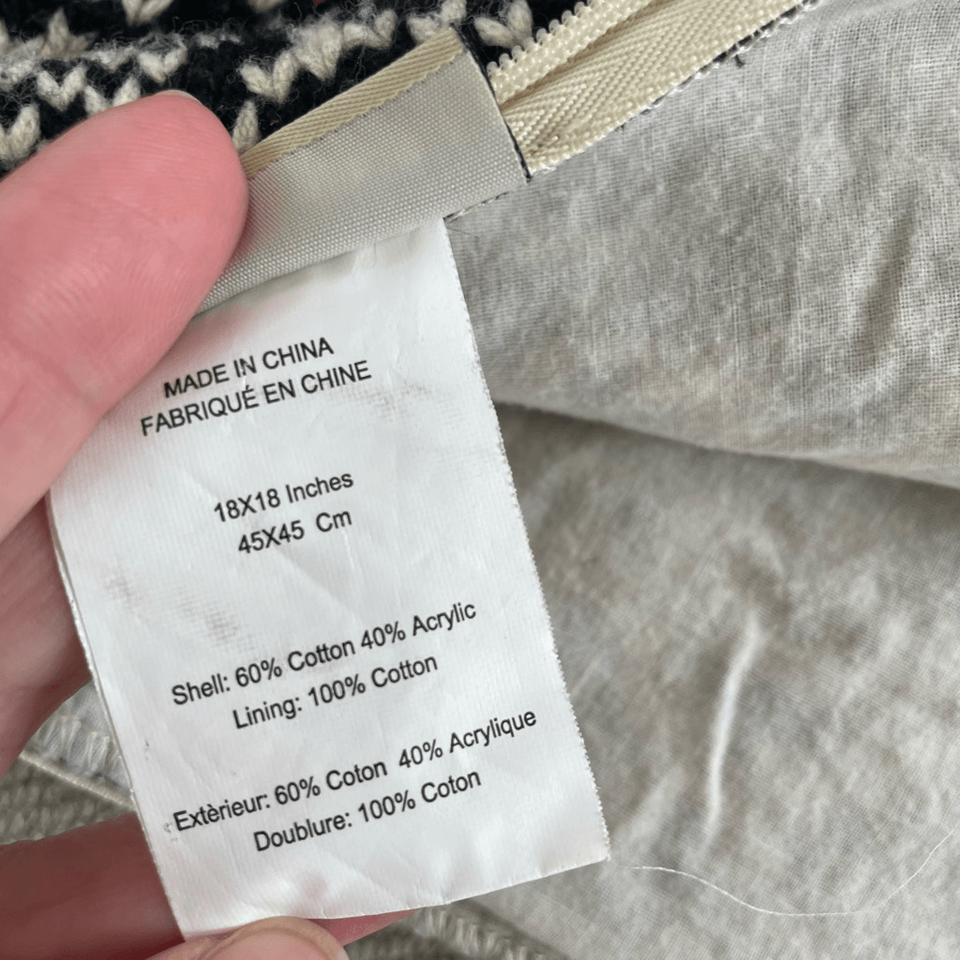 MADE IN CHINA
FABRIQUÉ EN CHINE
18X18 Inches
45X45 Cm
Shell: 60% Cotton 40% Acrylic
Lining: 100% Cotton
Extèrieur: 60% Coton 40% Acrylique
Doublure: 100% Coton